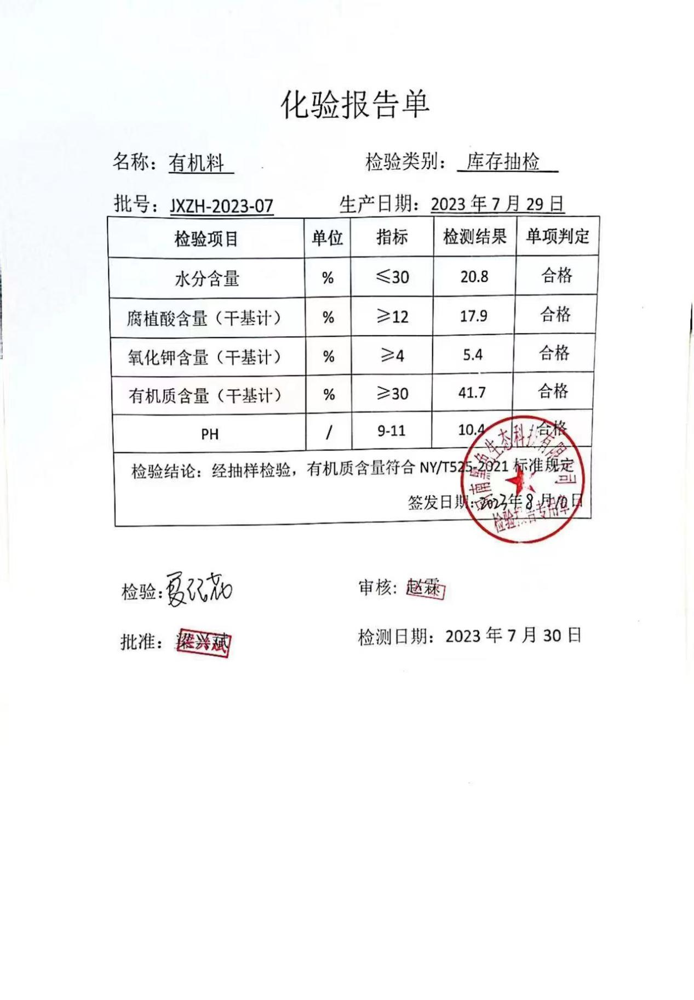 化验报告单
名称：有机料 检验类别：库存抽检
批号：JXZH-2023-07 生产日期：2023 年 7 月 29 日
检验项目 单位 指标 检测结果 单项判定
水分含量 % ≤30 20.8 合格
腐植酸含量（干基计） % ≥12 17.9 合格
氧化钾含量（干基计） % ≥4 5.4 合格
有机质含量（干基计） % ≥30 41.7 合格
PH / 9-11 10.4 合格
检验结论：经抽样检验，有机质含量符合 NY/T525-2021 标准规定
签发日期：2023年8月10日
生态科技有限公司
检验报告专用章
检验: 审核: 赵霖
批准：梁兴斌 检测日期：2023 年 7 月 30 日